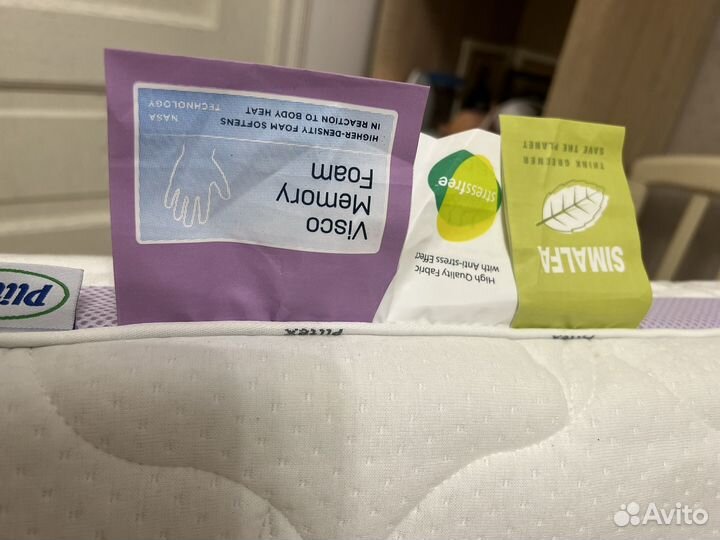 Visco
Memory
Foam
HIGHER-DENSITY FOAM SOFTENS
IN REACTION TO BODY HEAT
NASA
TECHNOLOGY
stressfree
High Quality Fabric
with Anti-stress Effect
SIMALFA
THINK GREENER
SAVE THE PLANET
Plitex
Avito